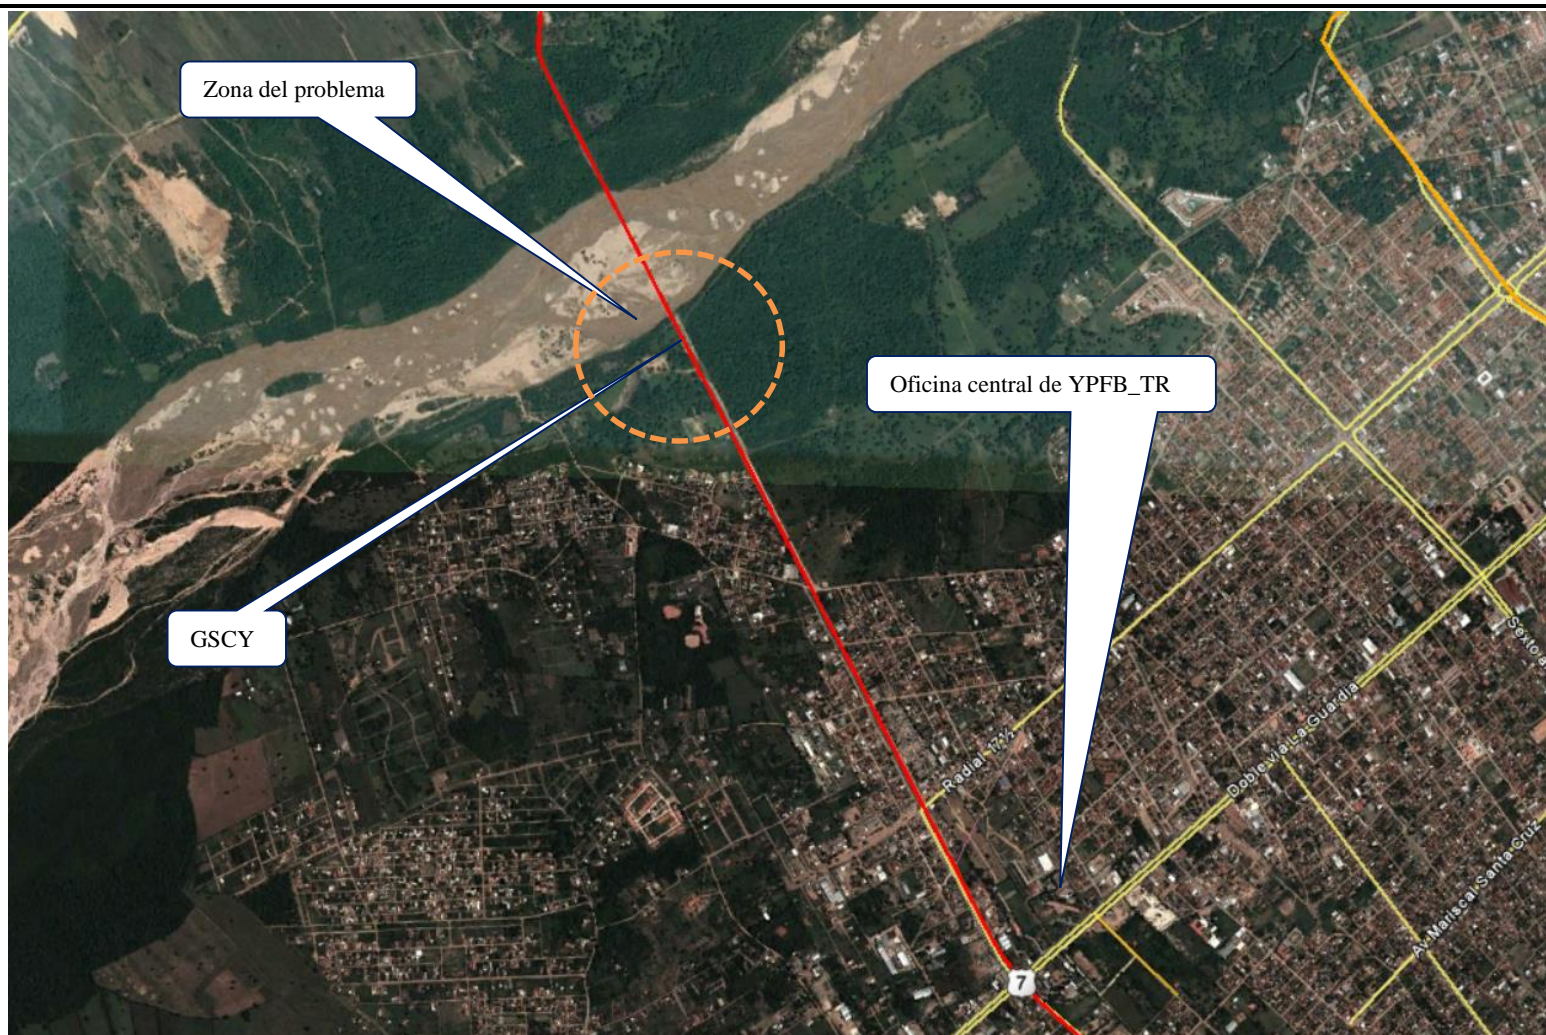 Zona del problema
Oficina central de YPFB_TR
GSCY
Sexto a
Radial 17½
Doble vía La Guardia
Av Mariscal Santa Cruz
7